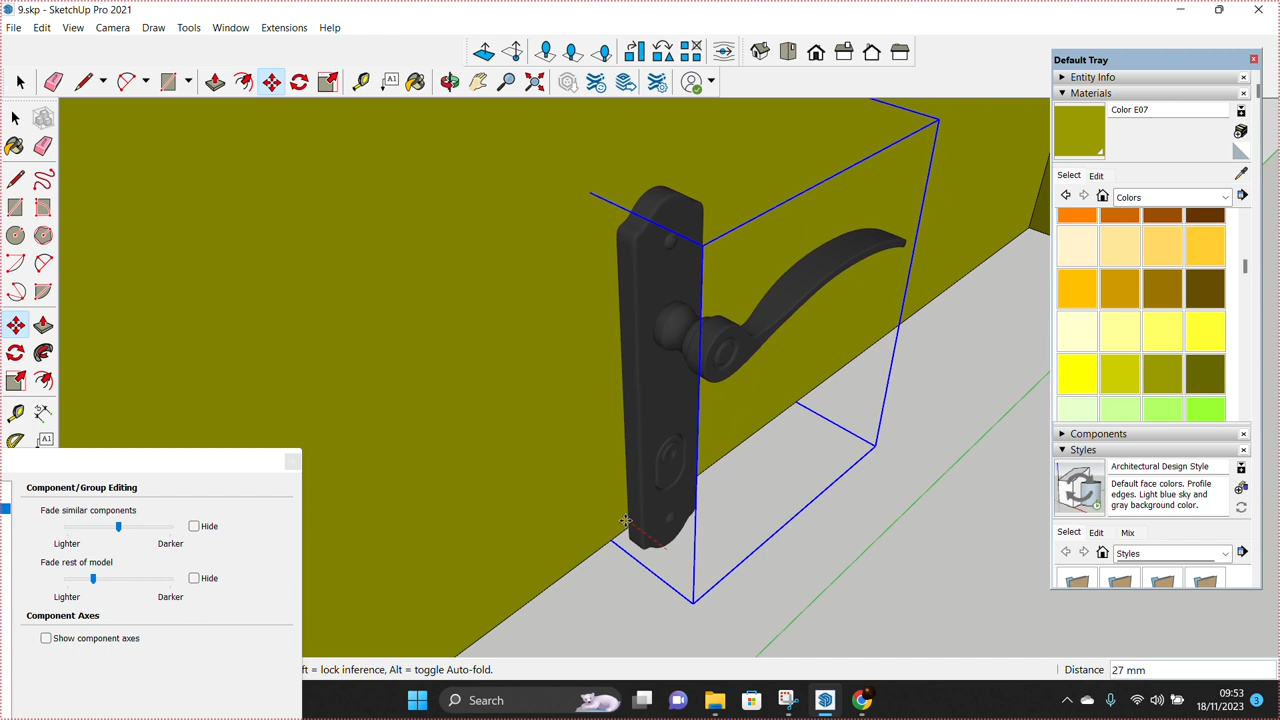 9.skp - SketchUp Pro 2021
File Edit View Camera Draw Tools Window Extensions Help
Default Tray
Entity Info
Materials
Color E07
Select Edit
Colors
Components
Styles
Architectural Design Style
Default face colors. Profile
edges. Light blue sky and
gray background color.
Select Edit Mix
Styles
A1
A1
Component/Group Editing
Fade similar components
Hide
Lighter Darker
Fade rest of model
Hide
Lighter Darker
Component Axes
Show component axes
ft = lock inference, Alt = toggle Auto-fold.
Distance 27 mm
Search
09:53
18/11/2023
3